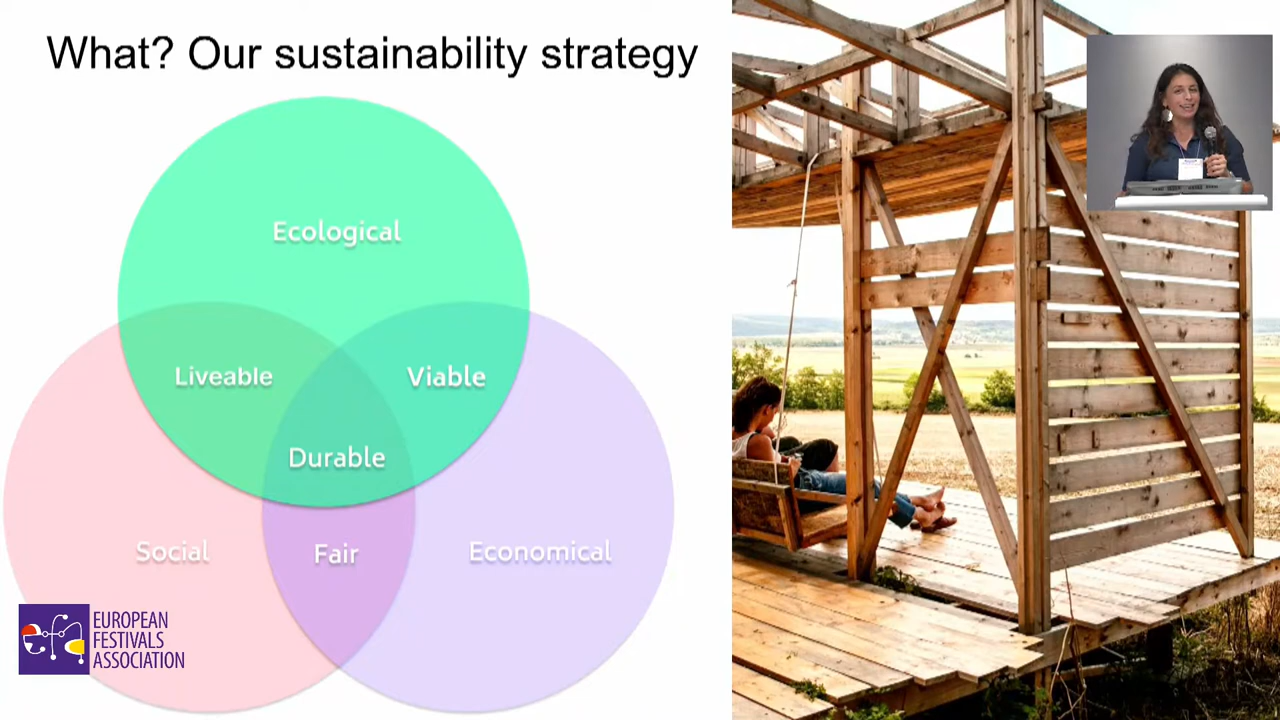 What? Our sustainability strategy
Ecological
Liveable
Viable
Durable
Social
Fair
Economical
EUROPEAN
FESTIVALS
ASSOCIATION